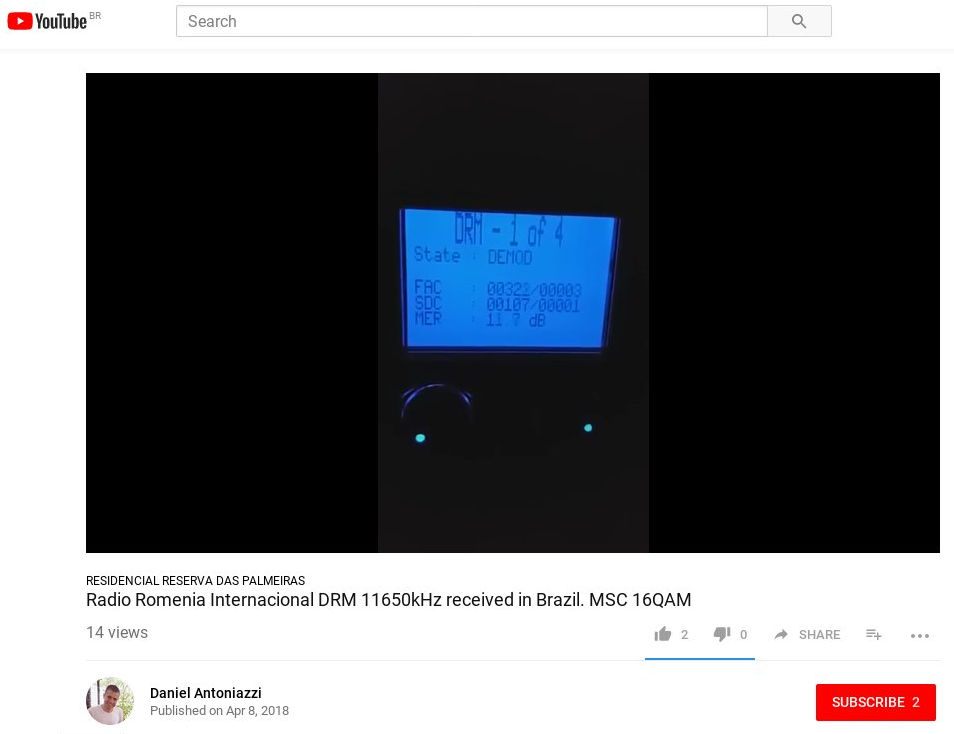 YouTube BR
Search
DRM - 1 of 4
State : DEMOD
FAC : 00323/00003
SDC : 00107/00001
MER : 11.7 dB
RESIDENCIAL RESERVA DAS PALMEIRAS
Radio Romenia Internacional DRM 11650kHz received in Brazil. MSC 16QAM
14 views
2
0
SHARE
Daniel Antoniazzi
Published on Apr 8, 2018
SUBSCRIBE 2